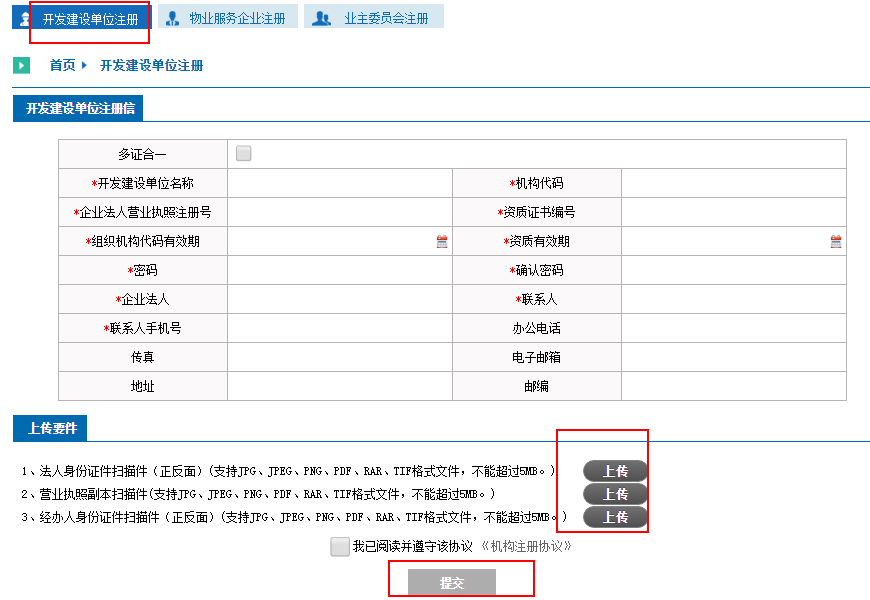 开发建设单位注册 物业服务企业注册 业主委员会注册
首页 开发建设单位注册
开发建设单位注册信
多证合一
*开发建设单位名称 *机构代码
*企业法人营业执照注册号 *资质证书编号
*组织机构代码有效期 *资质有效期
*密码 *确认密码
*企业法人 *联系人
*联系人手机号 办公电话
传真 电子邮箱
地址 邮编
上传要件
1、法人身份证件扫描件（正反面）(支持JPG、JPEG、PNG、PDF、RAR、TIF格式文件，不能超过5MB。) 上传
2、营业执照副本扫描件(支持JPG、JPEG、PNG、PDF、RAR、TIF格式文件，不能超过5MB。) 上传
3、经办人身份证件扫描件（正反面）(支持JPG、JPEG、PNG、PDF、RAR、TIF格式文件，不能超过5MB。) 上传
我已阅读并遵守该协议 《机构注册协议》
提交